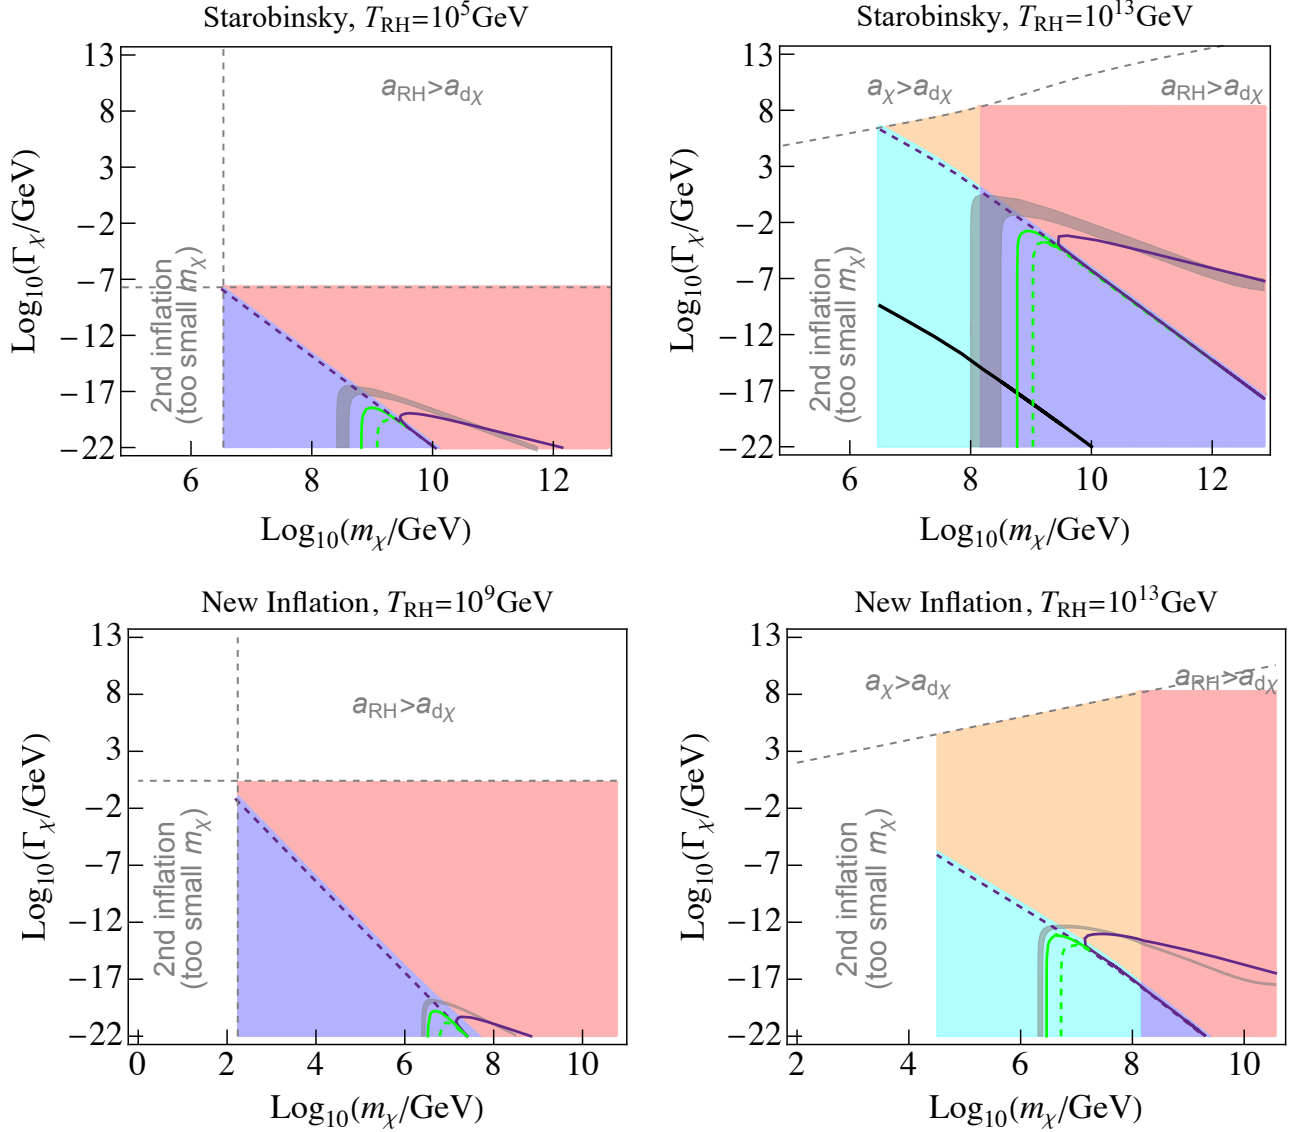 Starobinsky, T_RH=10^5GeV
13
8
3
−2
−7
−12
−17
−22
Log10(Γχ/GeV)
a_RH>a_dχ
2nd inflation
(too small mχ)
6
8
10
12
Log10(mχ/GeV)
Starobinsky, T_RH=10^13GeV
13
8
3
−2
−7
−12
−17
−22
Log10(Γχ/GeV)
aχ>a_dχ
a_RH>a_dχ
2nd inflation
(too small mχ)
6
8
10
12
Log10(mχ/GeV)
New Inflation, T_RH=10^9GeV
13
8
3
−2
−7
−12
−17
−22
Log10(Γχ/GeV)
a_RH>a_dχ
2nd inflation
(too small mχ)
0
2
4
6
8
10
Log10(mχ/GeV)
New Inflation, T_RH=10^13GeV
13
8
3
−2
−7
−12
−17
−22
Log10(Γχ/GeV)
aχ>a_dχ
a_RH>a_dχ
2nd inflation
(too small mχ)
2
4
6
8
10
Log10(mχ/GeV)